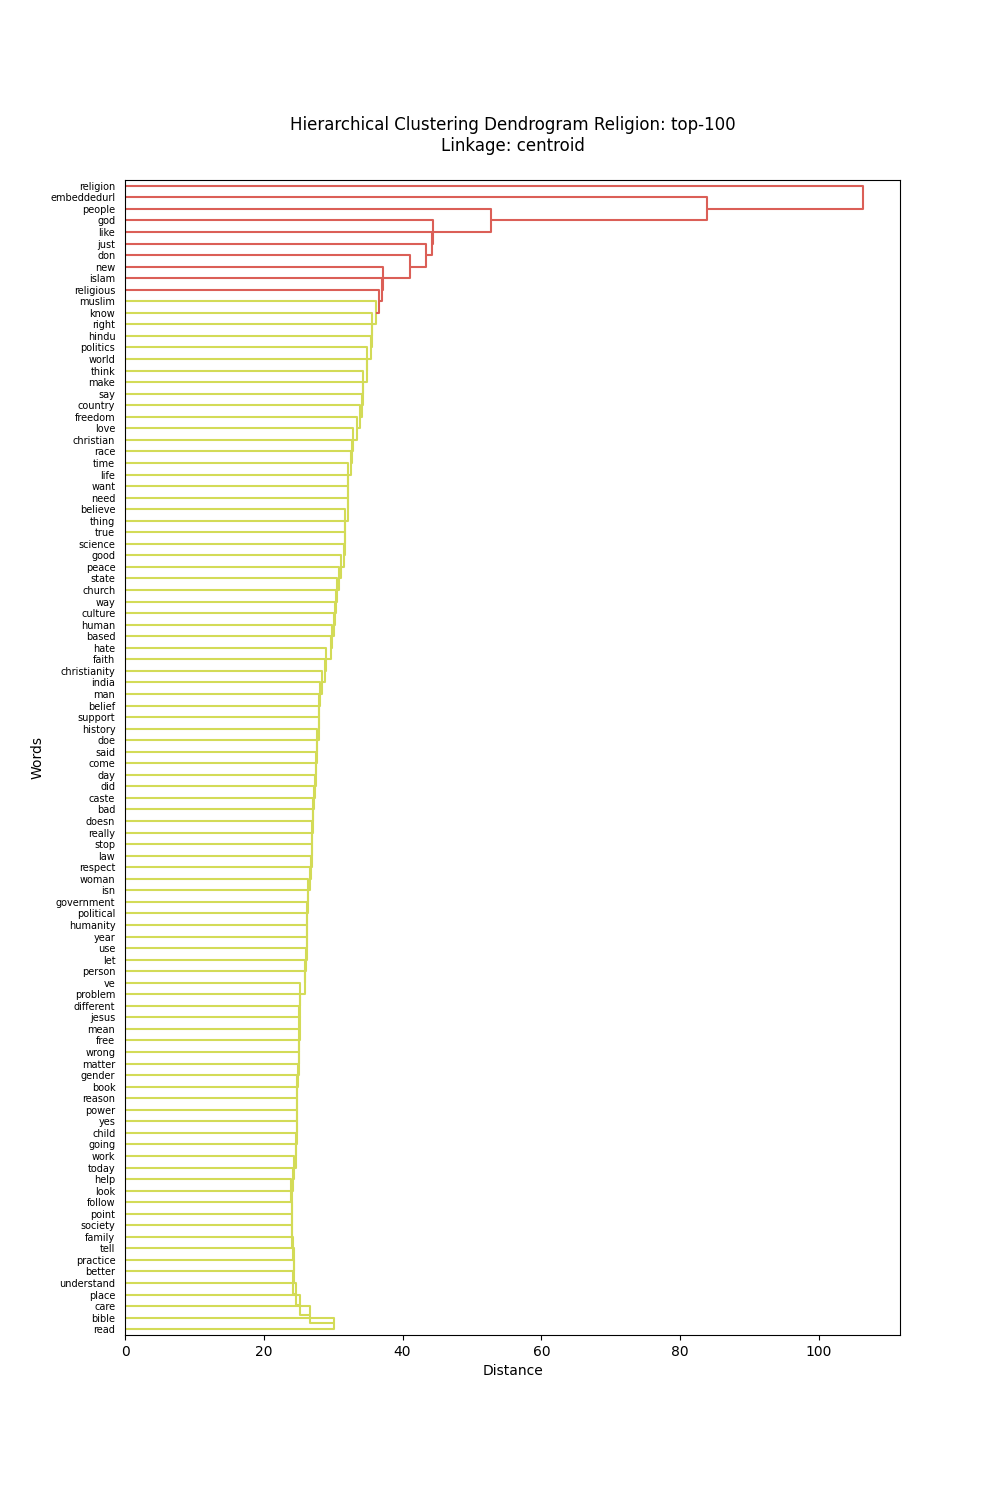 Hierarchical Clustering Dendrogram Religion: top-100
Linkage: centroid
religion
embeddedurl
people
god
like
just
don
new
islam
religious
muslim
know
right
hindu
politics
world
think
make
say
country
freedom
love
christian
race
time
life
want
need
believe
thing
true
science
good
peace
state
church
way
culture
human
based
hate
faith
christianity
india
man
belief
support
history
doe
said
come
day
did
caste
bad
doesn
really
stop
law
respect
woman
isn
government
political
humanity
year
use
let
person
ve
problem
different
jesus
mean
free
wrong
matter
gender
book
reason
power
yes
child
going
work
today
help
look
follow
point
society
family
tell
practice
better
understand
place
care
bible
read
Words
0 20 40 60 80 100
Distance